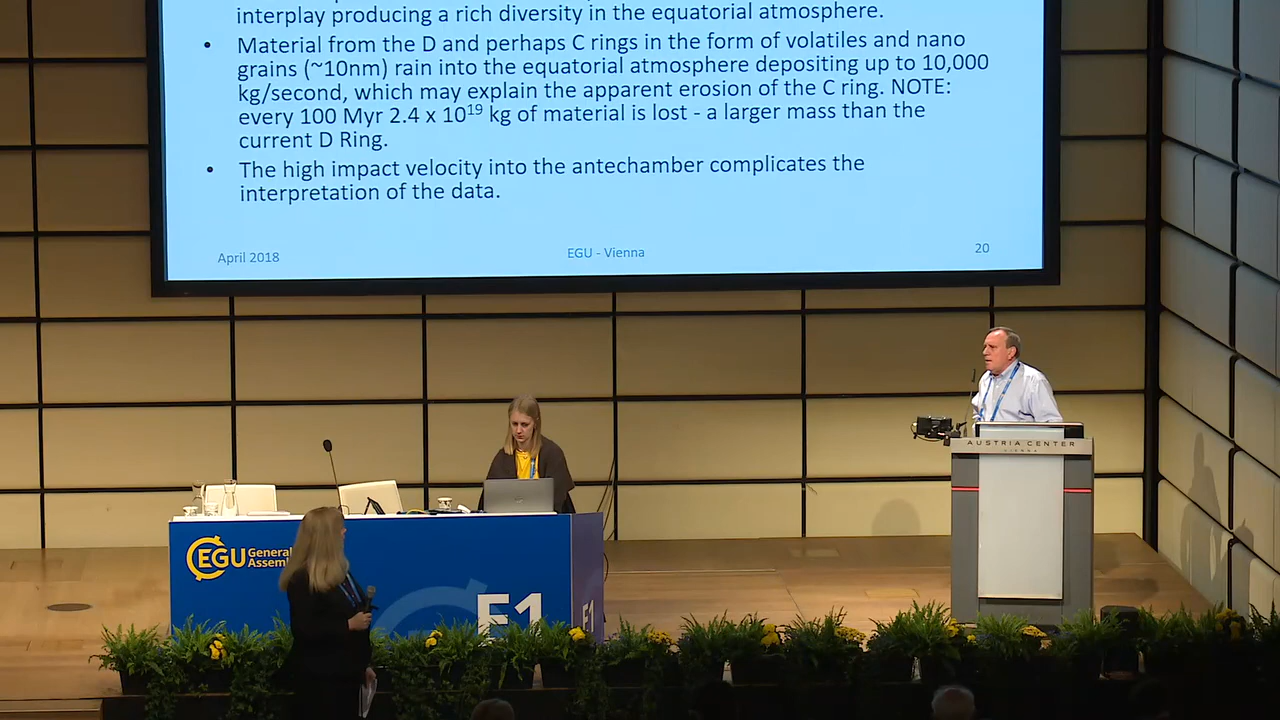 interplay producing a rich diversity in the equatorial atmosphere.
• Material from the D and perhaps C rings in the form of volatiles and nano
grains (~10nm) rain into the equatorial atmosphere depositing up to 10,000
kg/second, which may explain the apparent erosion of the C ring. NOTE:
every 100 Myr 2.4 x 10¹⁹ kg of material is lost - a larger mass than the
current D Ring.
• The high impact velocity into the antechamber complicates the
interpretation of the data.
April 2018
EGU - Vienna
20
AUSTRIA CENTER
VIENNA
EGU General
Assem
E1
E1